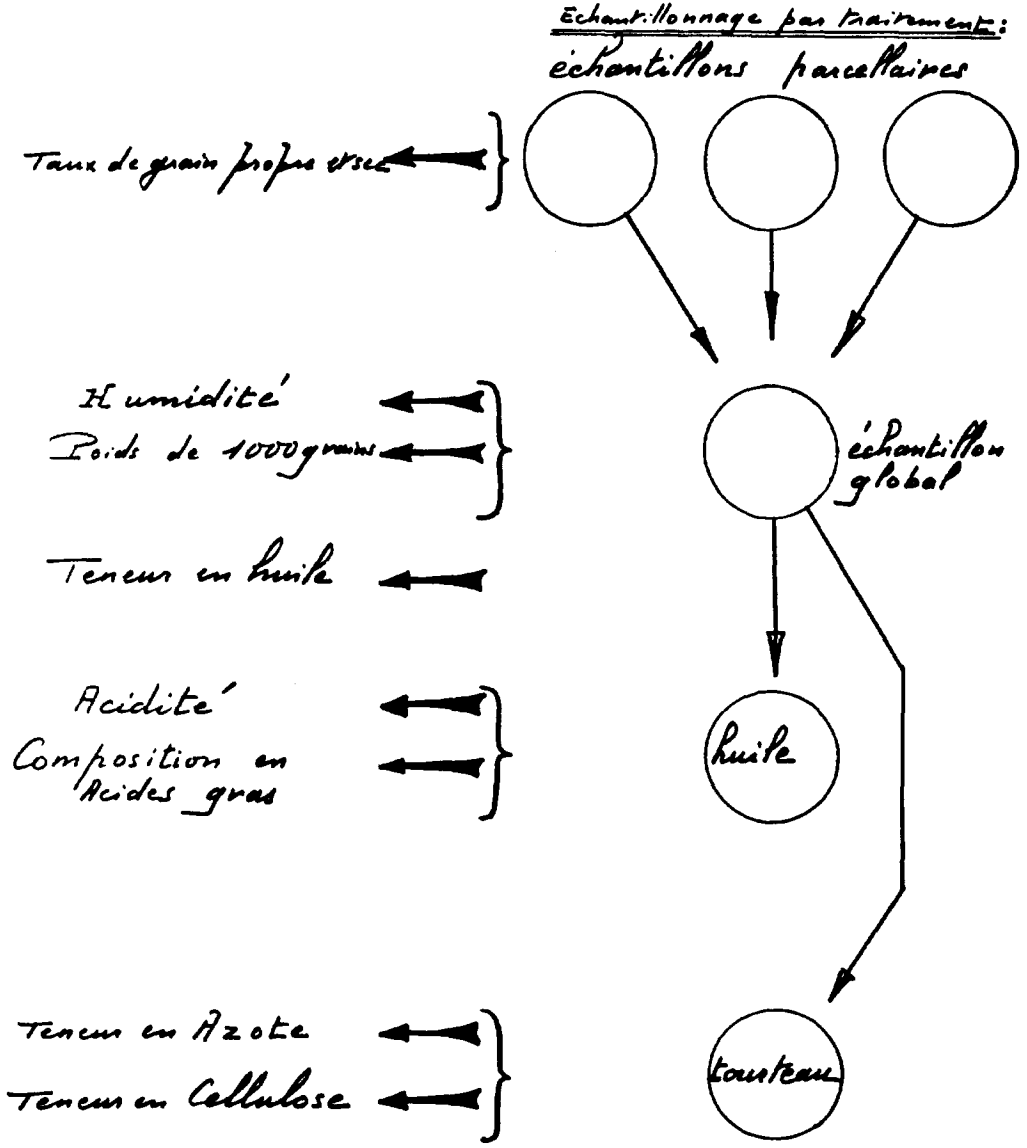 Echantillonnage par traitement:
échantillons parcellaires
Taux de grain propre et sec
Humidité
Poids de 1000 grains
échantillon
global
Teneur en huile
Acidité
huile
Composition en
Acides gras
Teneur en Azote
tourteau
Teneur en Cellulose